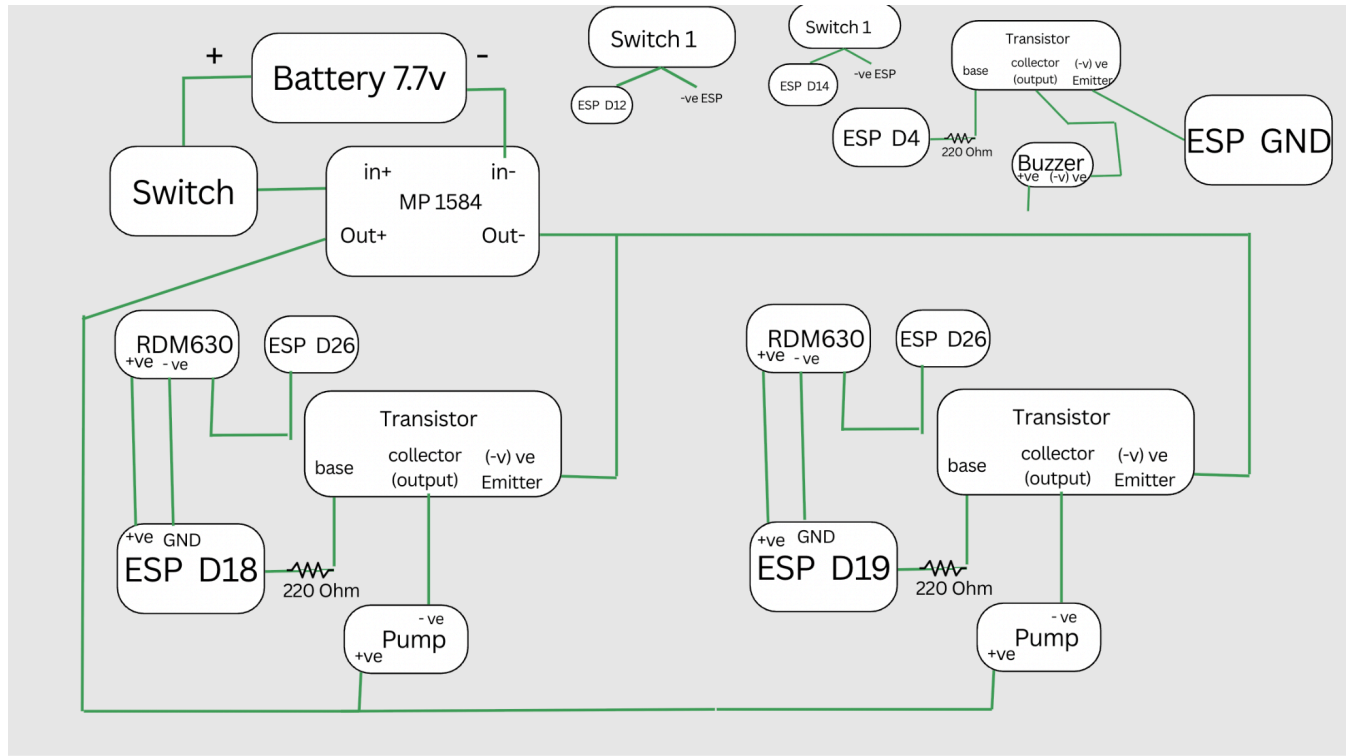 +
Battery 7.7v
-
Switch
in+
in-
MP 1584
Out+
Out-
Switch 1
ESP D12
-ve ESP
Switch 1
ESP D14
-ve ESP
Transistor
base
collector
(output)
(-v) ve
Emitter
ESP D4
220 Ohm
Buzzer
+ve
(-v) ve
ESP GND
RDM630
+ve
- ve
ESP D26
Transistor
base
collector
(output)
(-v) ve
Emitter
+ve
GND
ESP D18
220 Ohm
- ve
Pump
+ve
RDM630
+ve
- ve
ESP D26
Transistor
base
collector
(output)
(-v) ve
Emitter
+ve
GND
ESP D19
220 Ohm
- ve
Pump
+ve